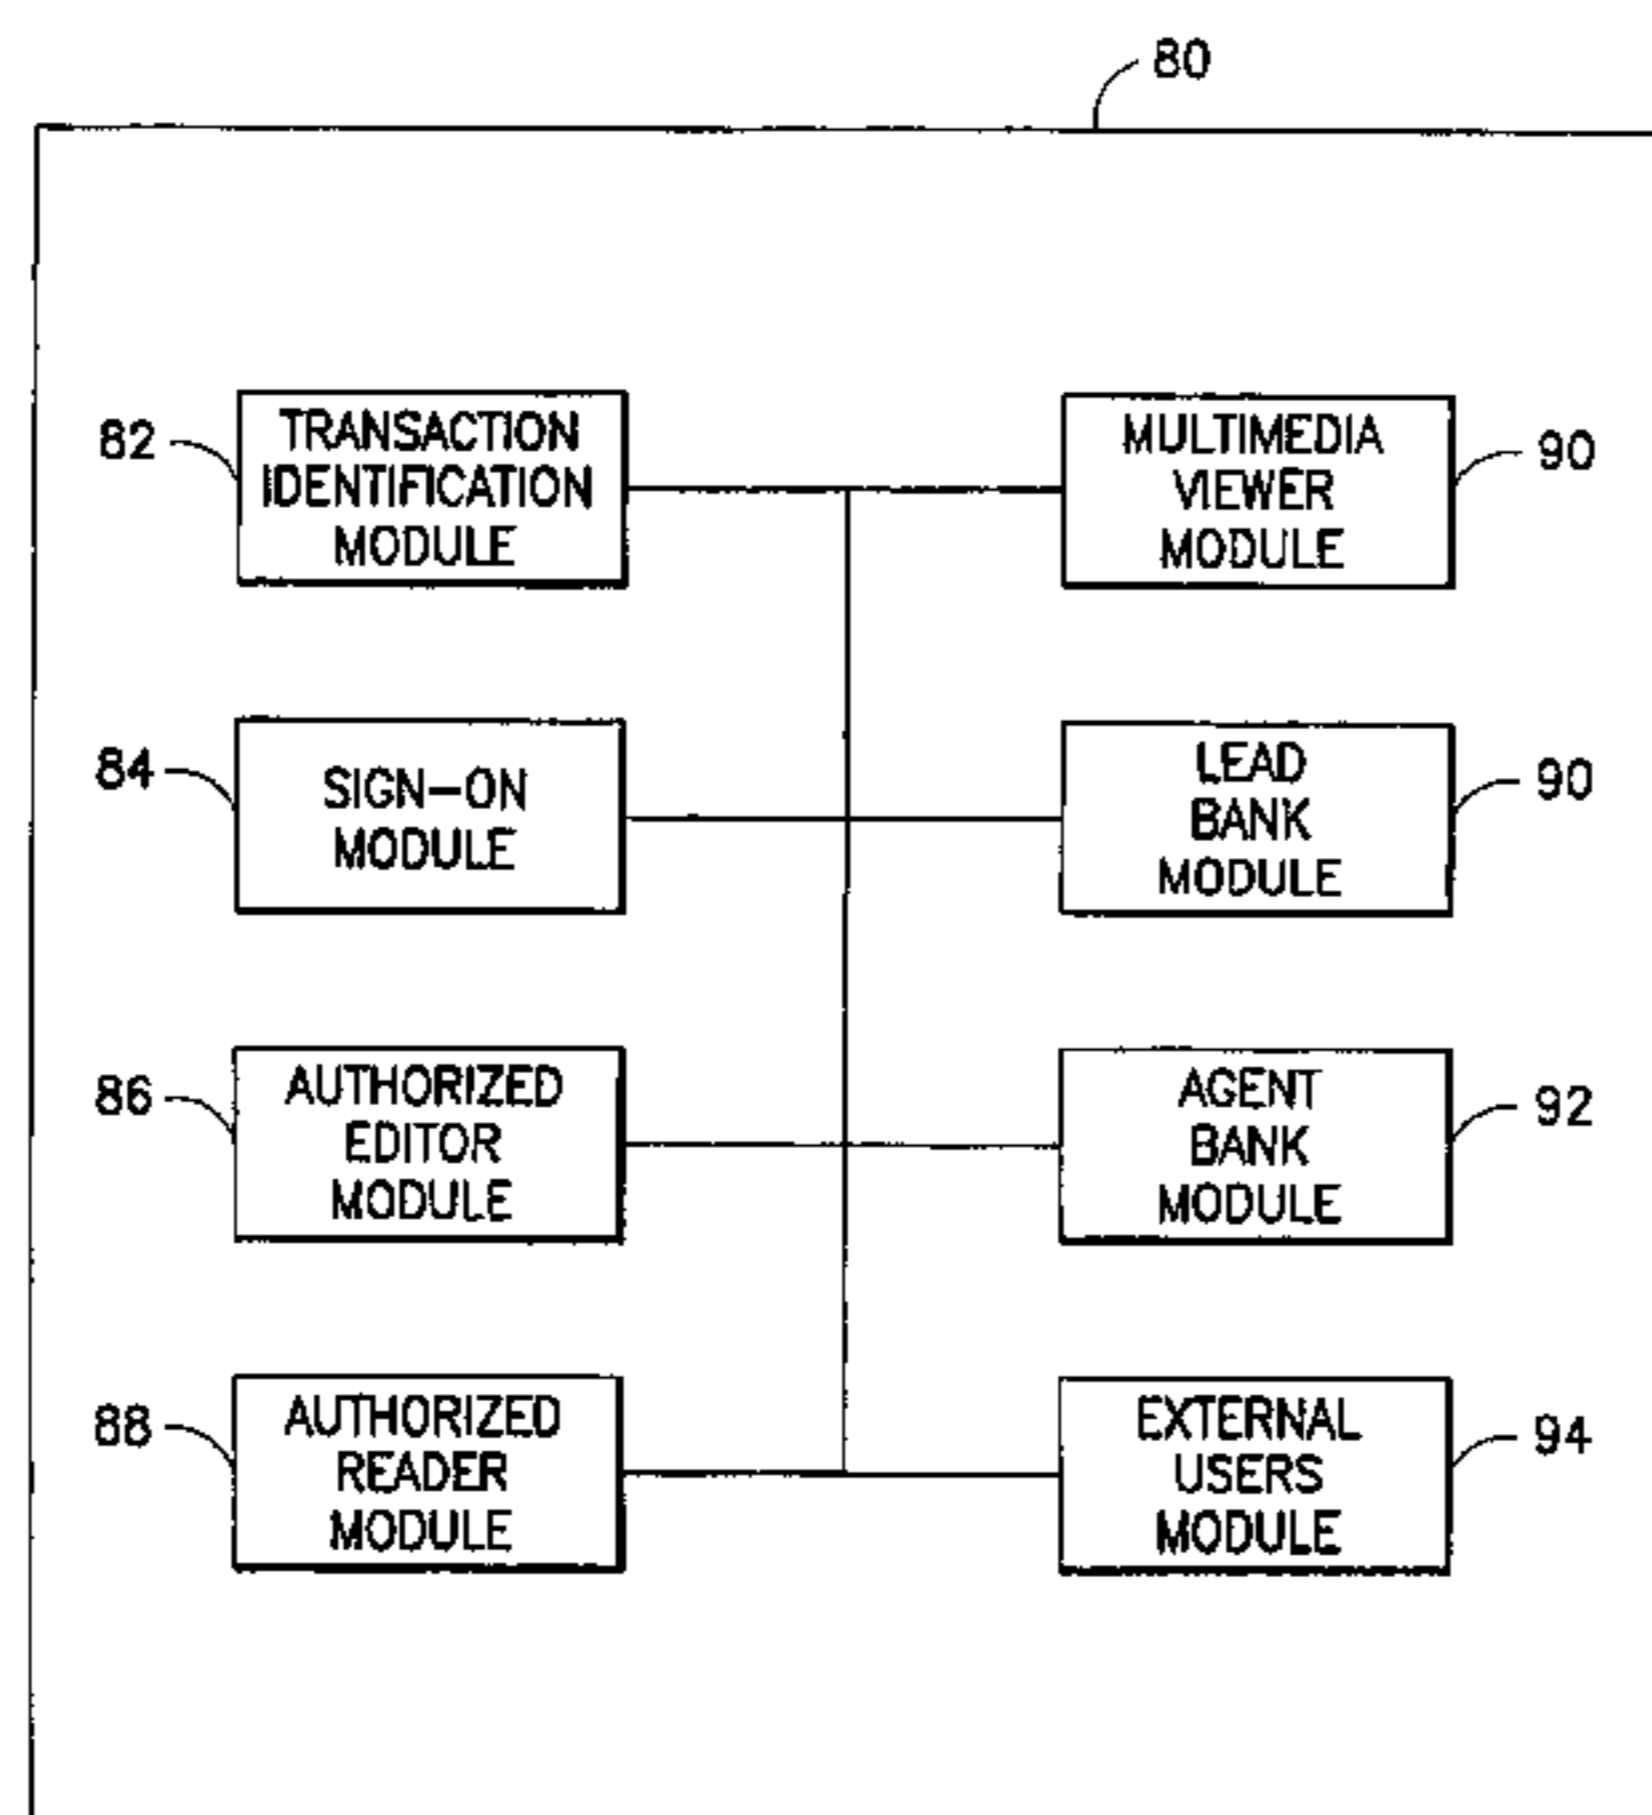 80
82
TRANSACTION
IDENTIFICATION
MODULE
MULTIMEDIA
VIEWER
MODULE
90
84
SIGN-ON
MODULE
LEAD
BANK
MODULE
90
86
AUTHORIZED
EDITOR
MODULE
AGENT
BANK
MODULE
92
88
AUTHORIZED
READER
MODULE
EXTERNAL
USERS
MODULE
94